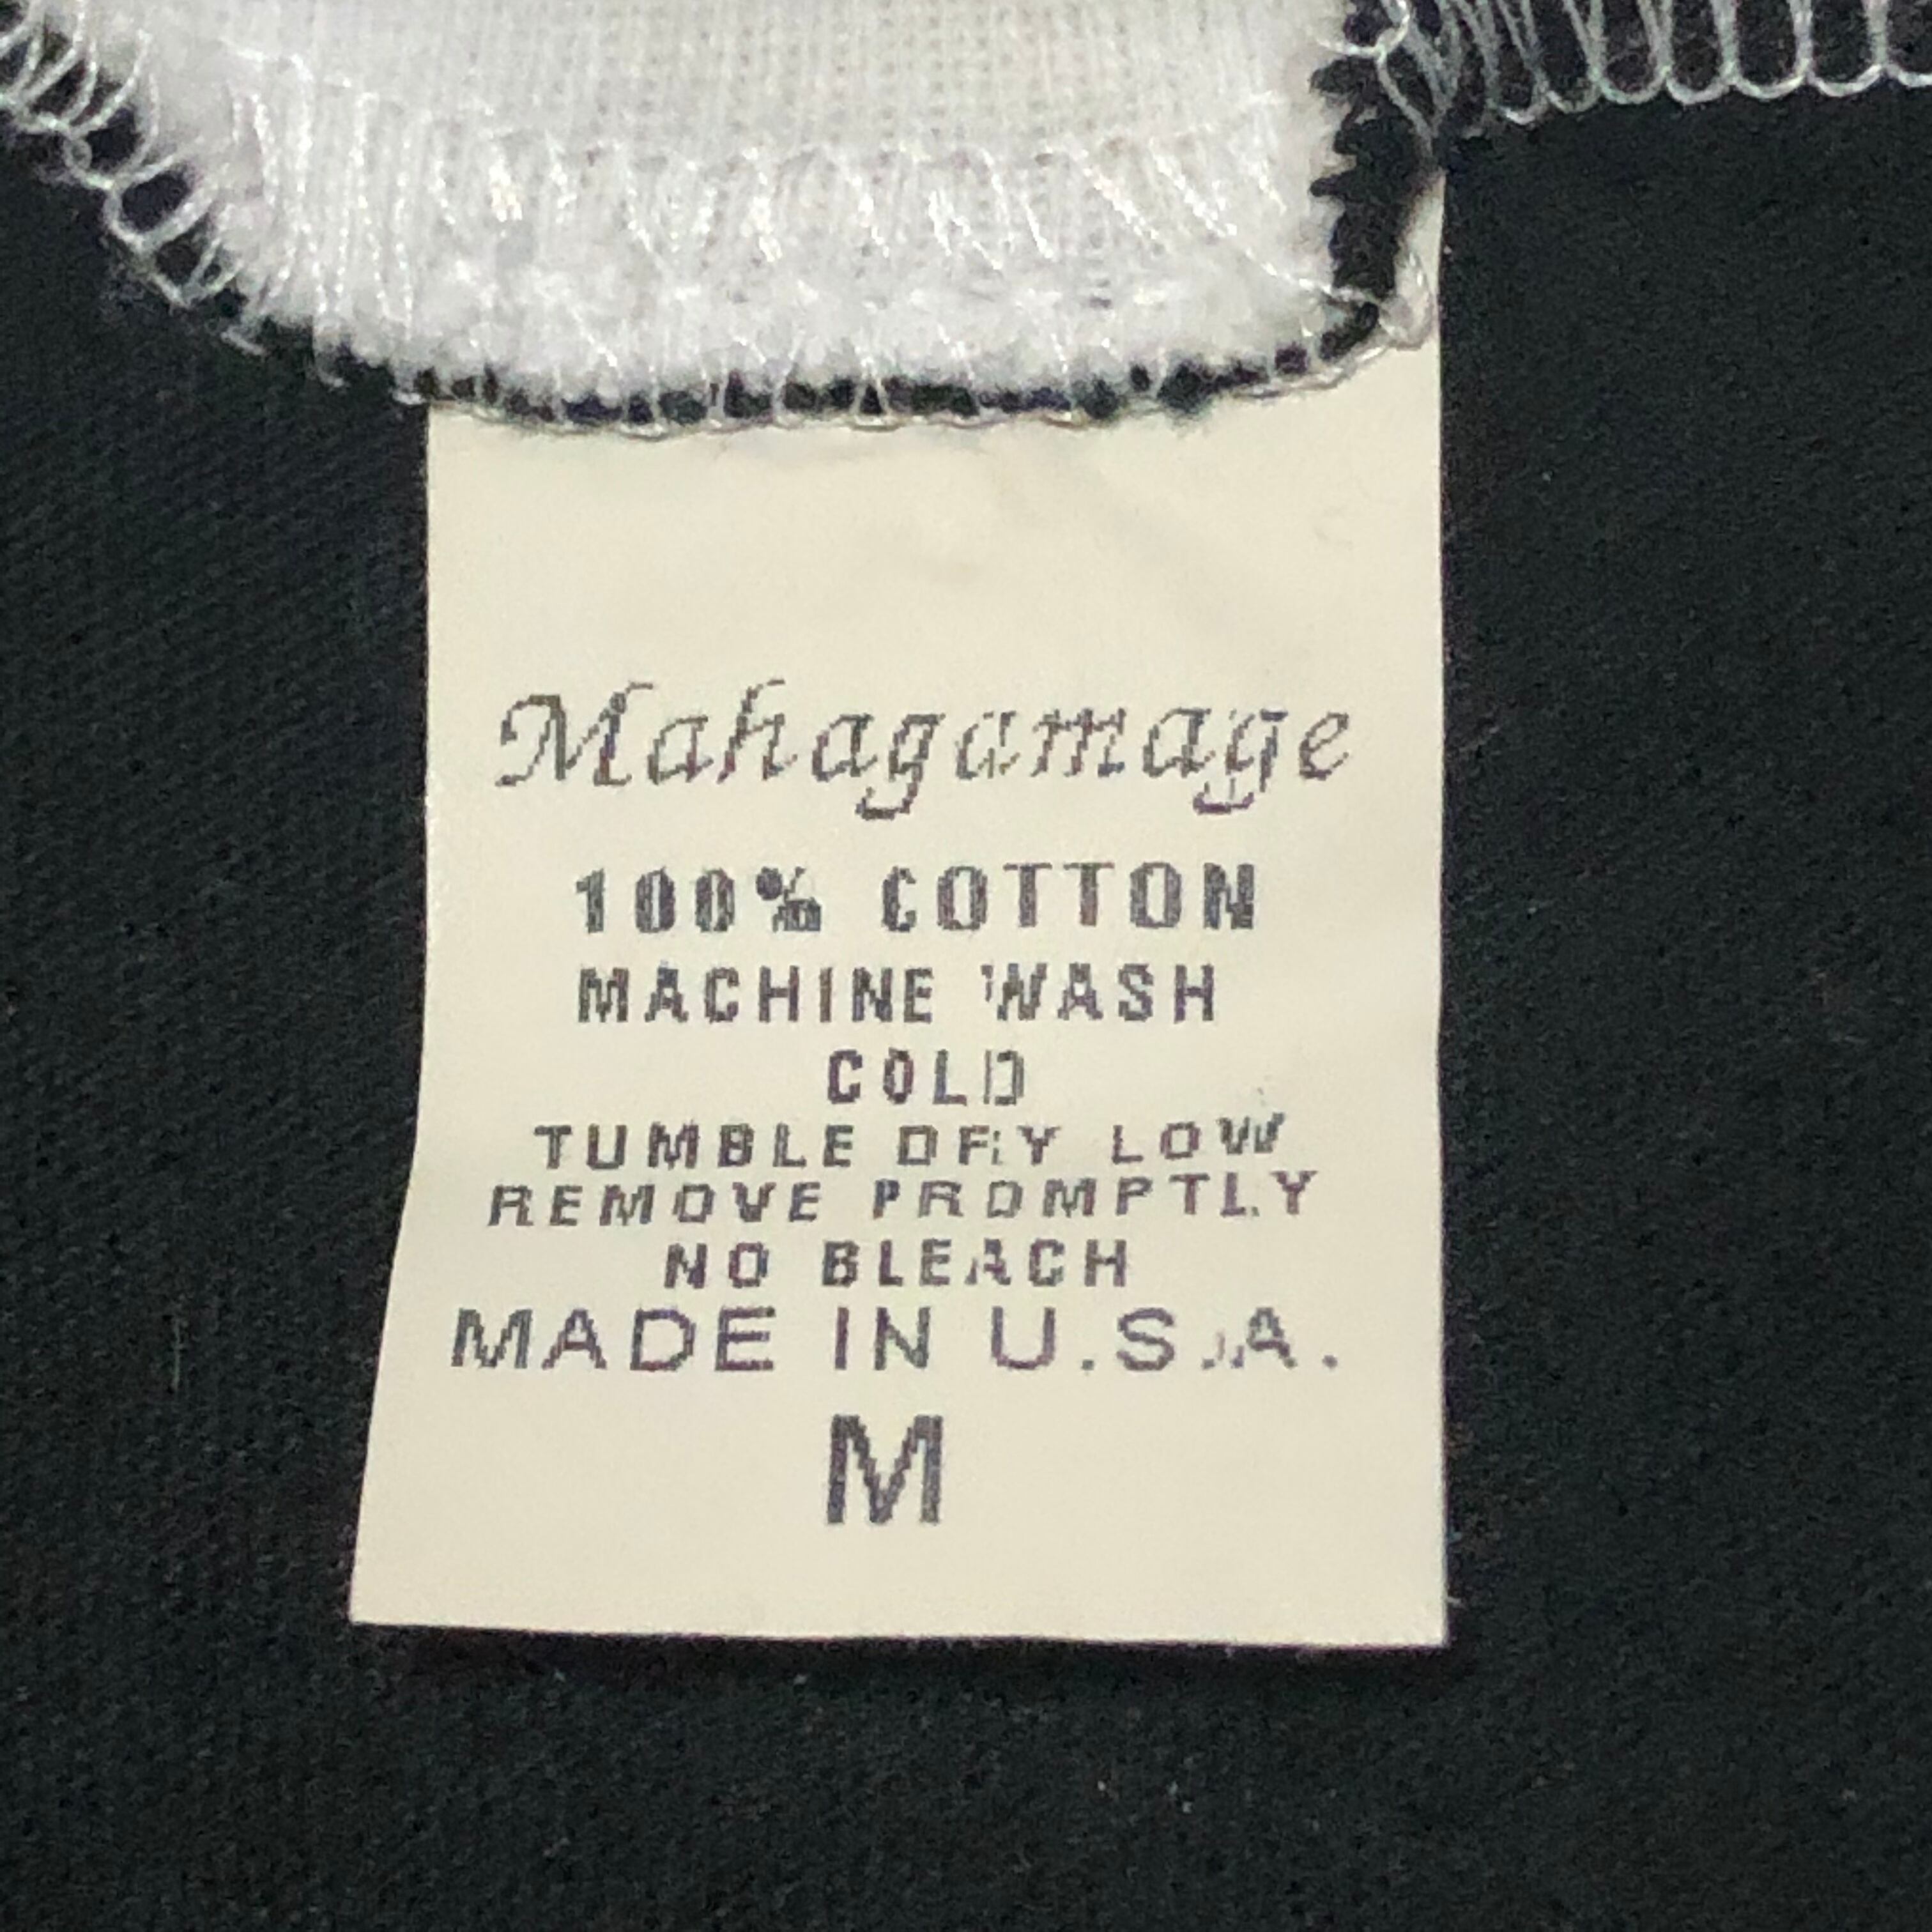 Mahagamage
100% COTTON
MACHINE WASH
COLD
TUMBLE DRY LOW
REMOVE PROMPTLY
NO BLEACH
MADE IN U.S.A.
M